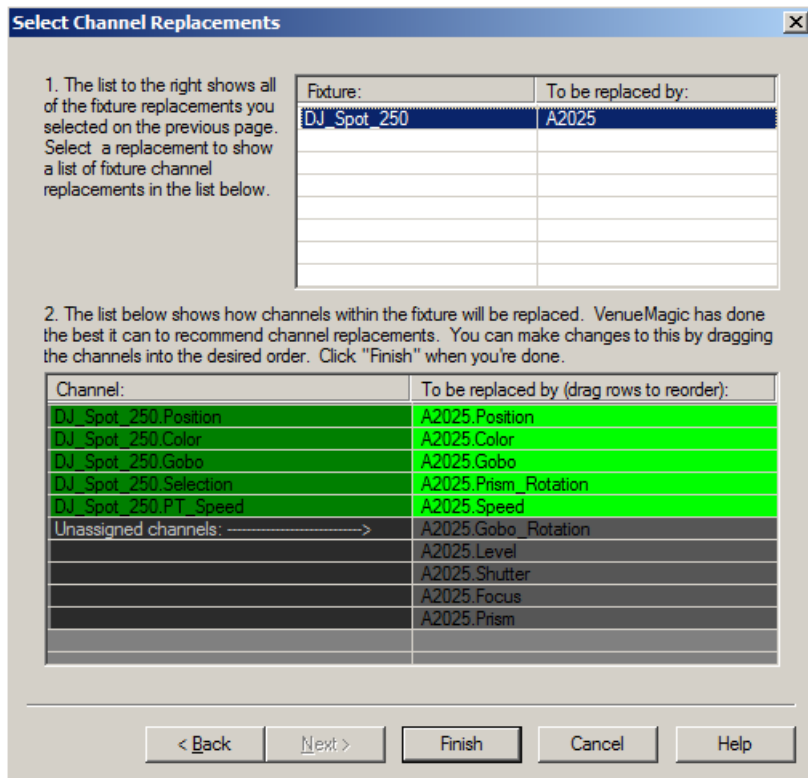 Select Channel Replacements
1. The list to the right shows all
of the fixture replacements you
selected on the previous page.
Select a replacement to show
a list of fixture channel
replacements in the list below.
Fixture: To be replaced by:
DJ_Spot_250 A2025
2. The list below shows how channels within the fixture will be replaced. VenueMagic has done
the best it can to recommend channel replacements. You can make changes to this by dragging
the channels into the desired order. Click "Finish" when you're done.
Channel: To be replaced by (drag rows to reorder):
DJ_Spot_250.Position A2025.Position
DJ_Spot_250.Color A2025.Color
DJ_Spot_250.Gobo A2025.Gobo
DJ_Spot_250.Selection A2025.Prism_Rotation
DJ_Spot_250.PT_Speed A2025.Speed
Unassigned channels: ----------------------------> A2025.Gobo_Rotation
A2025.Level
A2025.Shutter
A2025.Focus
A2025.Prism
< Back Next > Finish Cancel Help